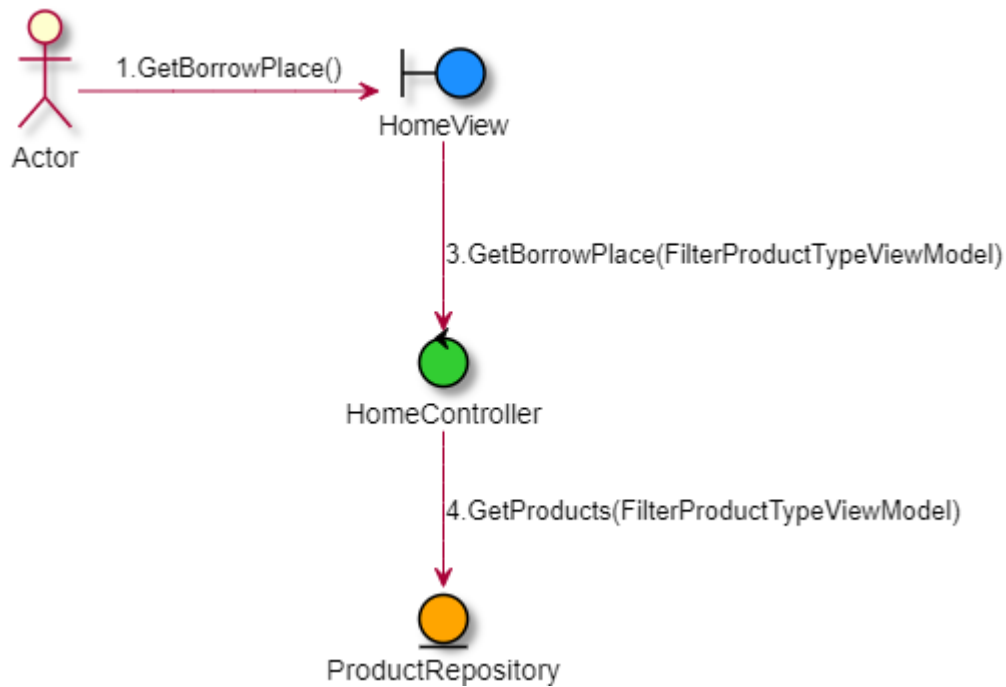 1.GetBorrowPlace()
HomeView
Actor
3.GetBorrowPlace(FilterProductTypeViewModel)
HomeController
4.GetProducts(FilterProductTypeViewModel)
ProductRepository